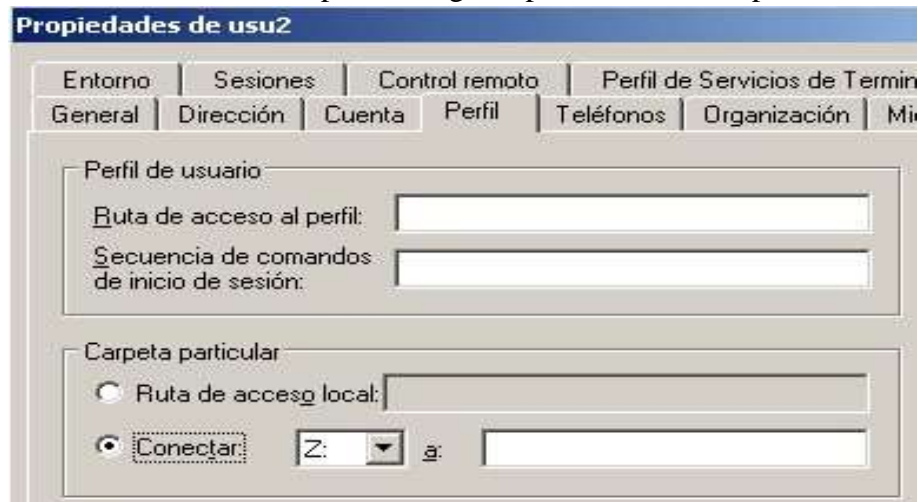 Propiedades de usu2
Entorno Sesiones Control remoto Perfil de Servicios de
General Dirección Cuenta Perfil Teléfonos Organización
Perfil de usuario
Ruta de acceso al perfil:
Secuencia de comandos
de inicio de sesión:
Carpeta particular
Ruta de acceso local:
Conectar: Z: a: